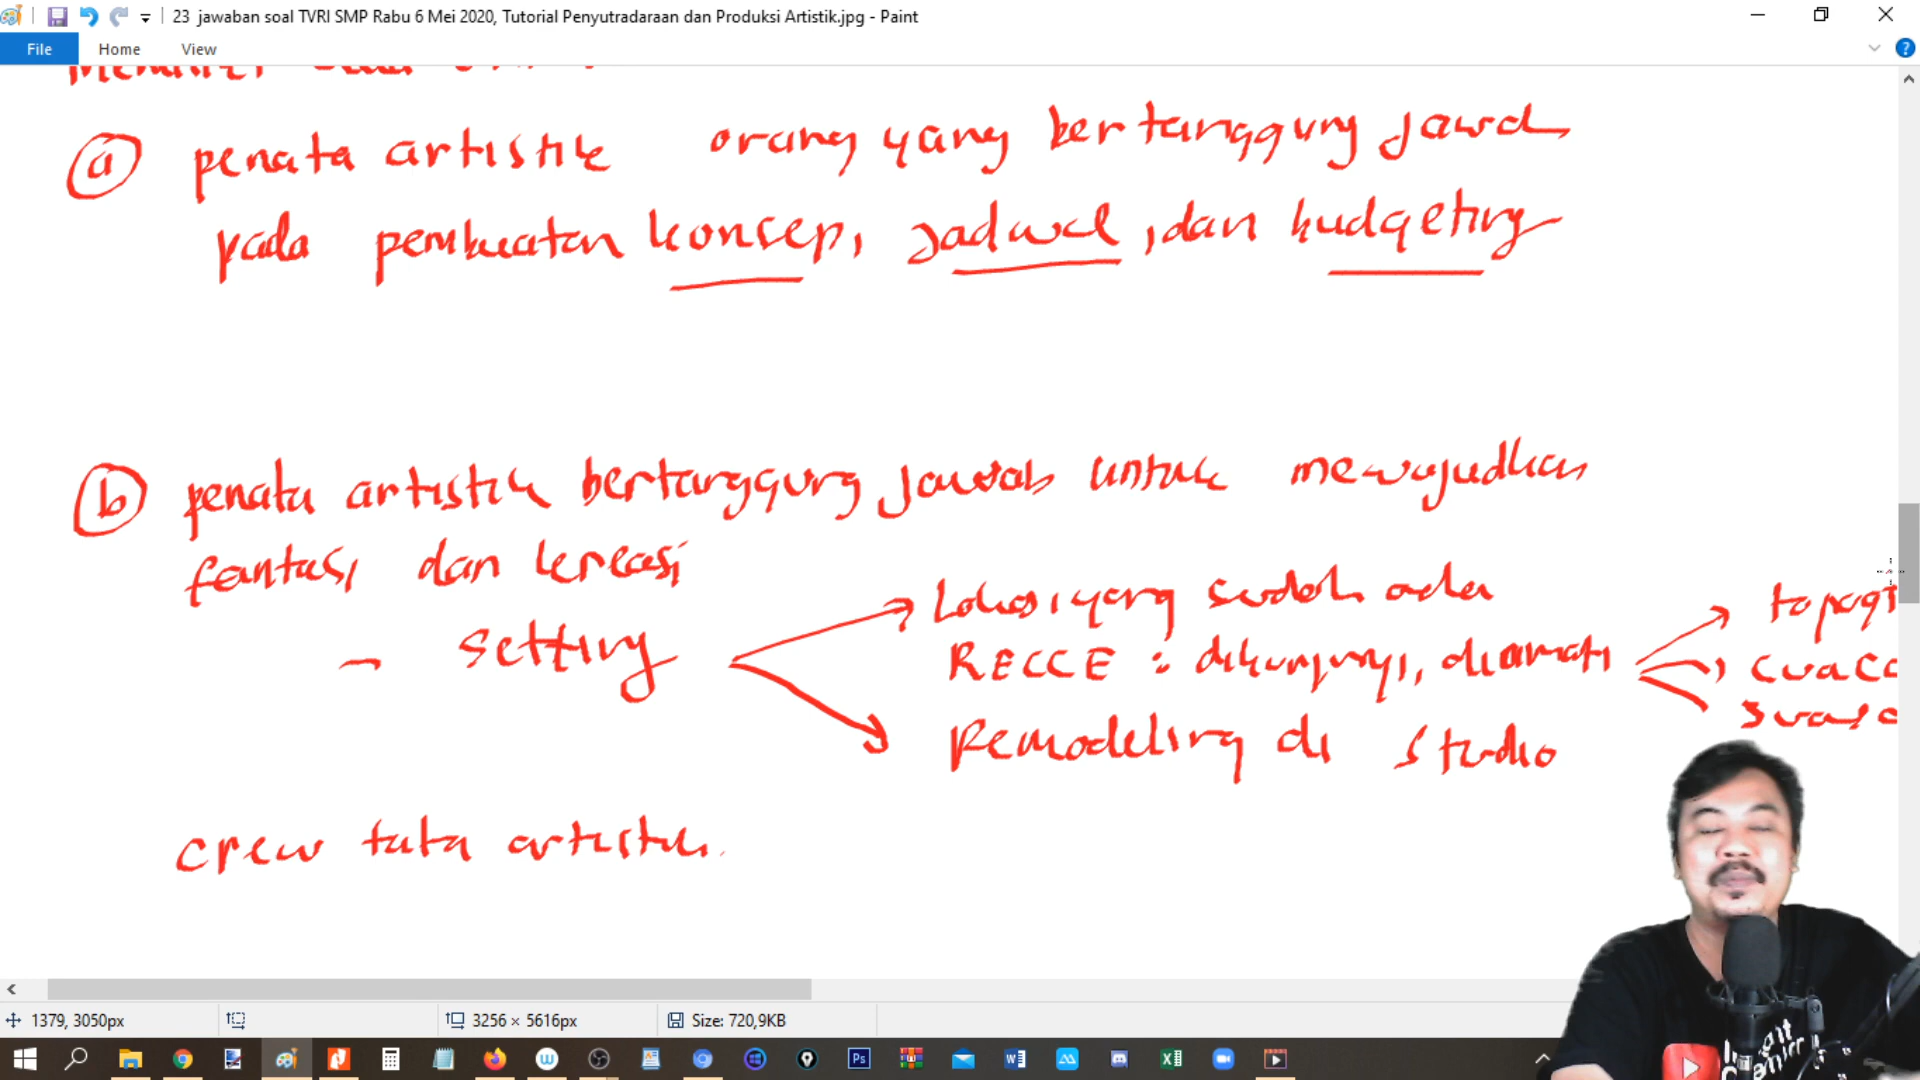 23 jawaban soal TVRI SMP Rabu 6 Mei 2020, Tutorial Penyutradaraan dan Produksi Artistik.jpg - Paint
File Home View
a penata artistik orang yang bertanggung jawab
pada pembuatan konsep, jadwal, dan budgeting
b penata artistik bertanggung jawab untuk mewujudkan
fantasi dan kreasi
- setting
Lokasi yang sudah ada
RECCE : dikunjungi, diamati
Remodeling di studio
topogr
cuaca
crew tata artistik.
1379, 3050px
3256 × 5616px
Size: 720,9KB